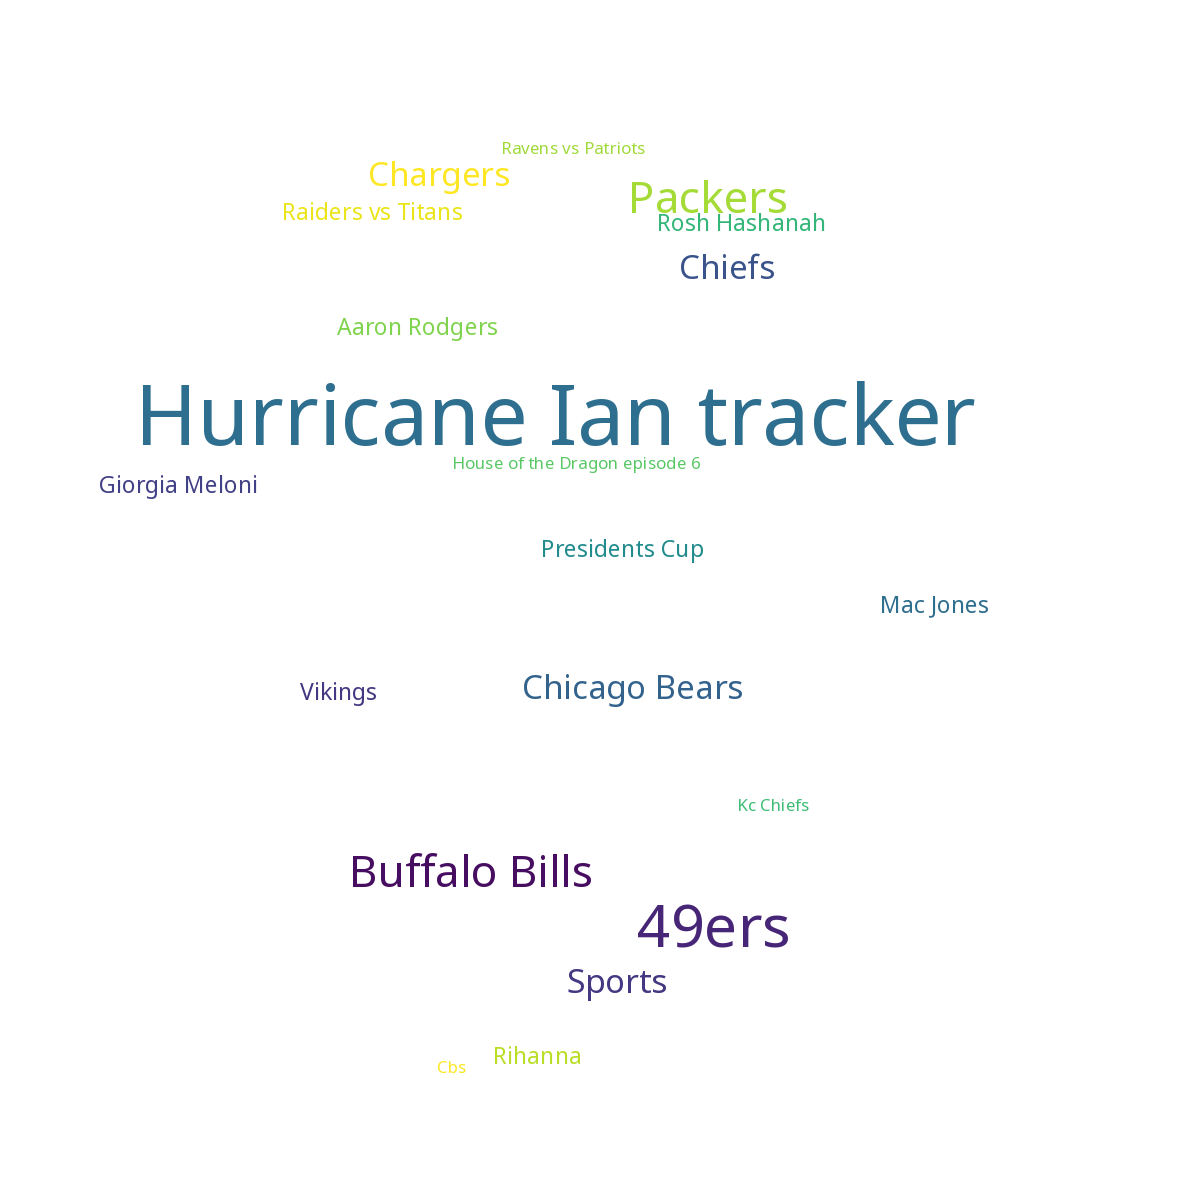 Ravens vs Patriots
Chargers
Packers
Raiders vs Titans
Rosh Hashanah
Chiefs
Aaron Rodgers
Hurricane Ian tracker
House of the Dragon episode 6
Giorgia Meloni
Presidents Cup
Mac Jones
Chicago Bears
Vikings
Kc Chiefs
Buffalo Bills
49ers
Sports
Rihanna
Cbs